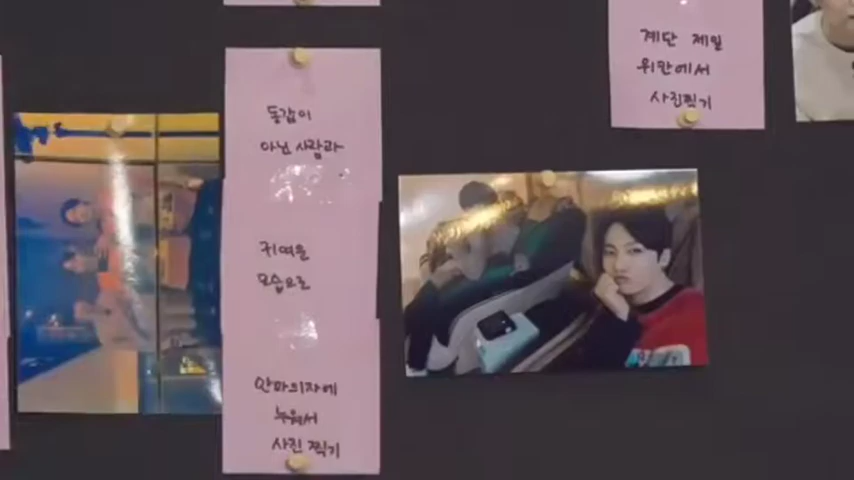 동갑이
아닌 사람과
귀여운
모습으로
안마의자에
누워서
사진 찍기
계단 제일
위칸에서
사진찍기